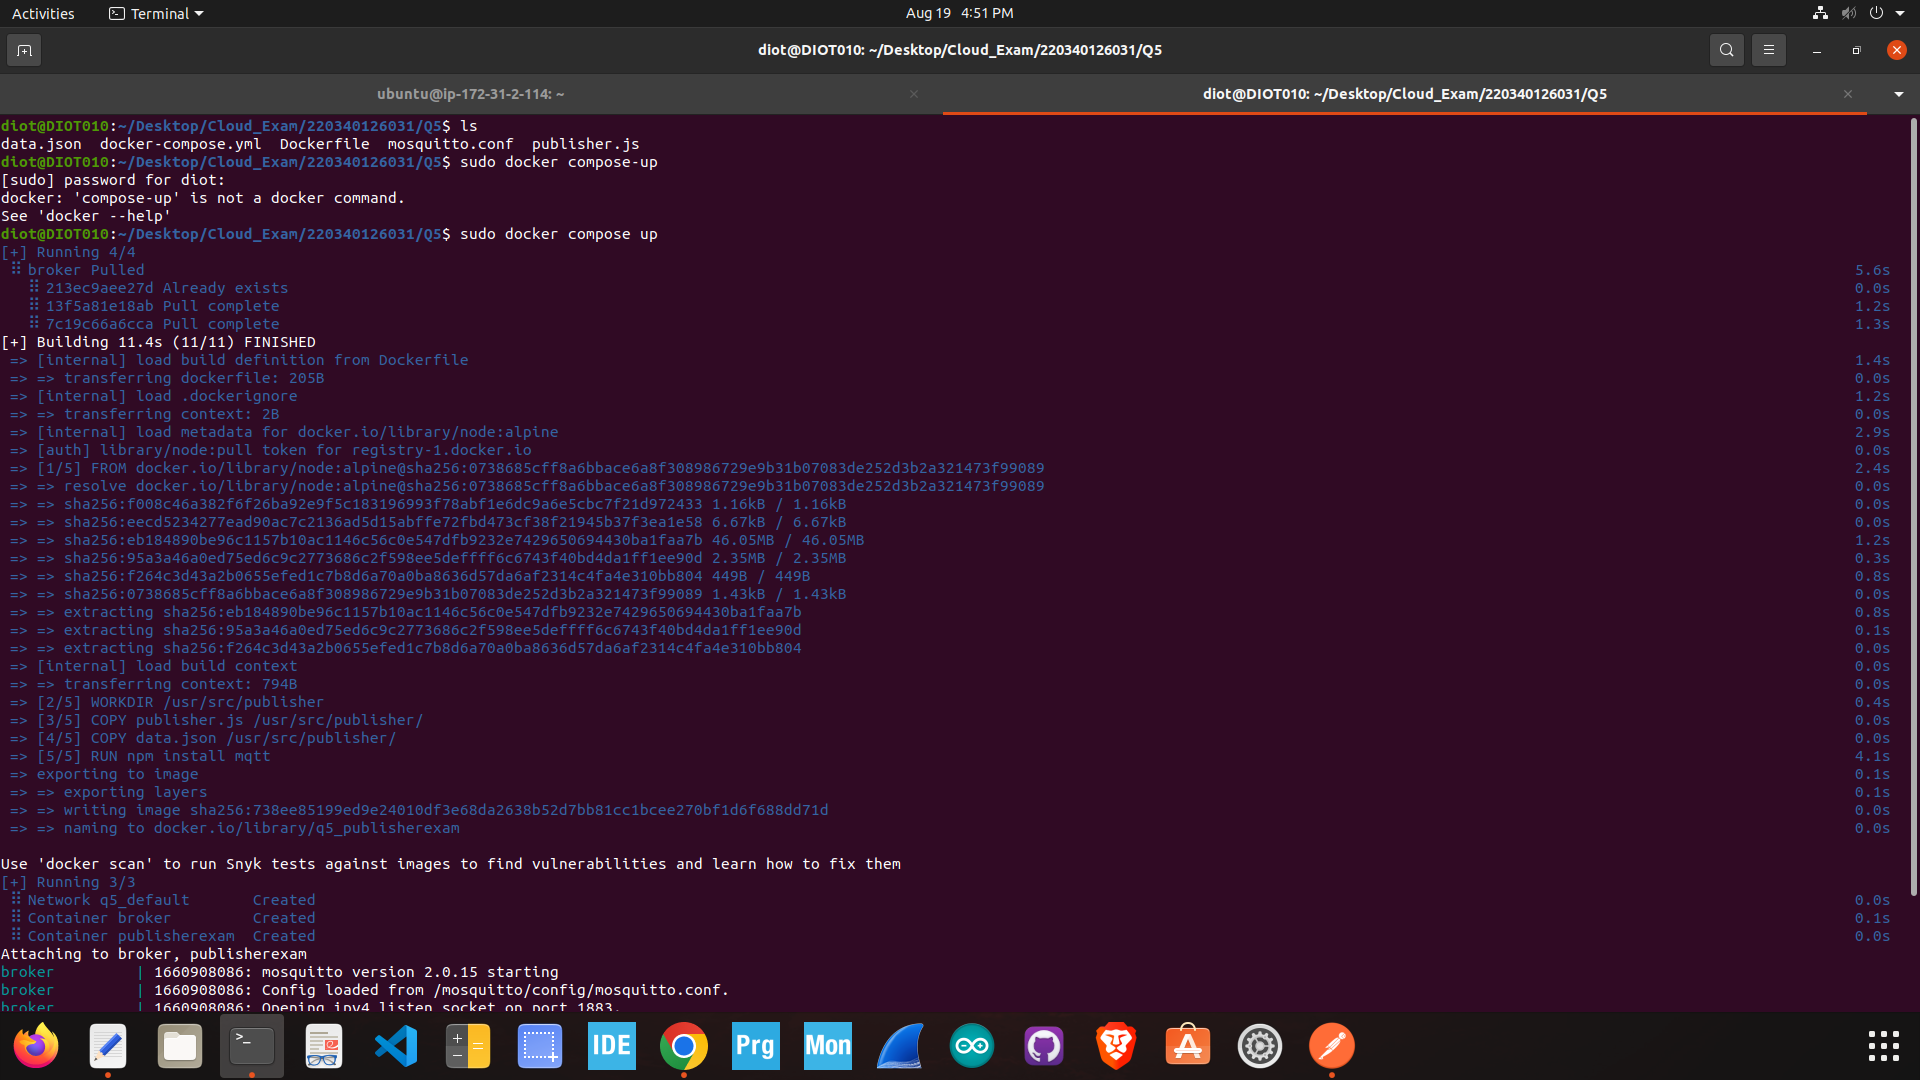 Activities Terminal Aug 19 4:51 PM
diot@DIOT010: ~/Desktop/Cloud_Exam/220340126031/Q5
ubuntu@ip-172-31-2-114: ~ diot@DIOT010: ~/Desktop/Cloud_Exam/220340126031/Q5
diot@DIOT010:~/Desktop/Cloud_Exam/220340126031/Q5$ ls
data.json  docker-compose.yml  Dockerfile  mosquitto.conf  publisher.js
diot@DIOT010:~/Desktop/Cloud_Exam/220340126031/Q5$ sudo docker compose-up
[sudo] password for diot:
docker: 'compose-up' is not a docker command.
See 'docker --help'
diot@DIOT010:~/Desktop/Cloud_Exam/220340126031/Q5$ sudo docker compose up
[+] Running 4/4
⠿ broker Pulled 5.6s
⠿ 213ec9aee27d Already exists 0.0s
⠿ 13f5a81e18ab Pull complete 1.2s
⠿ 7c19c66a6cca Pull complete 1.3s
[+] Building 11.4s (11/11) FINISHED
=> [internal] load build definition from Dockerfile 1.4s
=> => transferring dockerfile: 205B 0.0s
=> [internal] load .dockerignore 1.2s
=> => transferring context: 2B 0.0s
=> [internal] load metadata for docker.io/library/node:alpine 2.9s
=> [auth] library/node:pull token for registry-1.docker.io 0.0s
=> [1/5] FROM docker.io/library/node:alpine@sha256:0738685cff8a6bbace6a8f308986729e9b31b07083de252d3b2a321473f99089 2.4s
=> => resolve docker.io/library/node:alpine@sha256:0738685cff8a6bbace6a8f308986729e9b31b07083de252d3b2a321473f99089 0.0s
=> => sha256:f008c46a382f6f26ba92e9f5c183196993f78abf1e6dc9a6e5cbc7f21d972433 1.16kB / 1.16kB 0.0s
=> => sha256:eecd5234277ead90ac7c2136ad5d15abffe72fbd473cf38f21945b37f3ea1e58 6.67kB / 6.67kB 0.0s
=> => sha256:eb184890be96c1157b10ac1146c56c0e547dfb9232e7429650694430ba1faa7b 46.05MB / 46.05MB 1.2s
=> => sha256:95a3a46a0ed75ed6c9c2773686c2f598ee5deffff6c6743f40bd4da1ff1ee90d 2.35MB / 2.35MB 0.3s
=> => sha256:f264c3d43a2b0655efed1c7b8d6a70a0ba8636d57da6af2314c4fa4e310bb804 449B / 449B 0.8s
=> => sha256:0738685cff8a6bbace6a8f308986729e9b31b07083de252d3b2a321473f99089 1.43kB / 1.43kB 0.0s
=> => extracting sha256:eb184890be96c1157b10ac1146c56c0e547dfb9232e7429650694430ba1faa7b 0.8s
=> => extracting sha256:95a3a46a0ed75ed6c9c2773686c2f598ee5deffff6c6743f40bd4da1ff1ee90d 0.1s
=> => extracting sha256:f264c3d43a2b0655efed1c7b8d6a70a0ba8636d57da6af2314c4fa4e310bb804 0.0s
=> [internal] load build context 0.0s
=> => transferring context: 794B 0.0s
=> [2/5] WORKDIR /usr/src/publisher 0.4s
=> [3/5] COPY publisher.js /usr/src/publisher/ 0.0s
=> [4/5] COPY data.json /usr/src/publisher/ 0.0s
=> [5/5] RUN npm install mqtt 4.1s
=> exporting to image 0.1s
=> => exporting layers 0.1s
=> => writing image sha256:738ee85199ed9e24010df3e68da2638b52d7bb81cc1bcee270bf1d6f688dd71d 0.0s
=> => naming to docker.io/library/q5_publisherexam 0.0s
Use 'docker scan' to run Snyk tests against images to find vulnerabilities and learn how to fix them
[+] Running 3/3
⠿ Network q5_default Created 0.0s
⠿ Container broker Created 0.1s
⠿ Container publisherexam Created 0.0s
Attaching to broker, publisherexam
broker | 1660908086: mosquitto version 2.0.15 starting
broker | 1660908086: Config loaded from /mosquitto/config/mosquitto.conf.
broker | 1660908086: Opening ipv4 listen socket on port 1883.
IDE Prg Mon